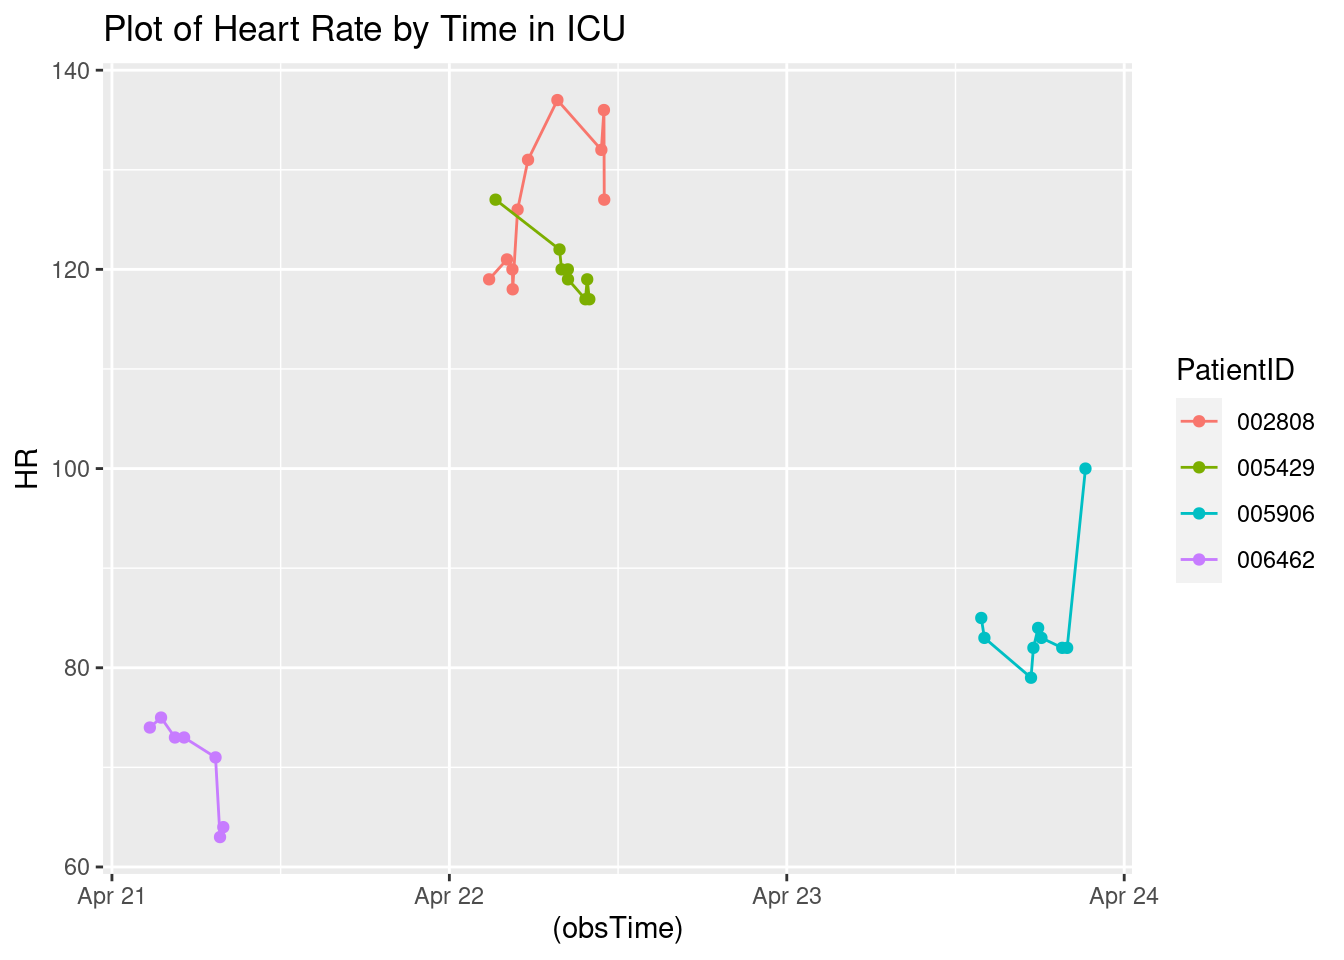 Plot of Heart Rate by Time in ICU
140
120
100
80
60
HR
Apr 21
Apr 22
Apr 23
Apr 24
(obsTime)
PatientID
002808
005429
005906
006462